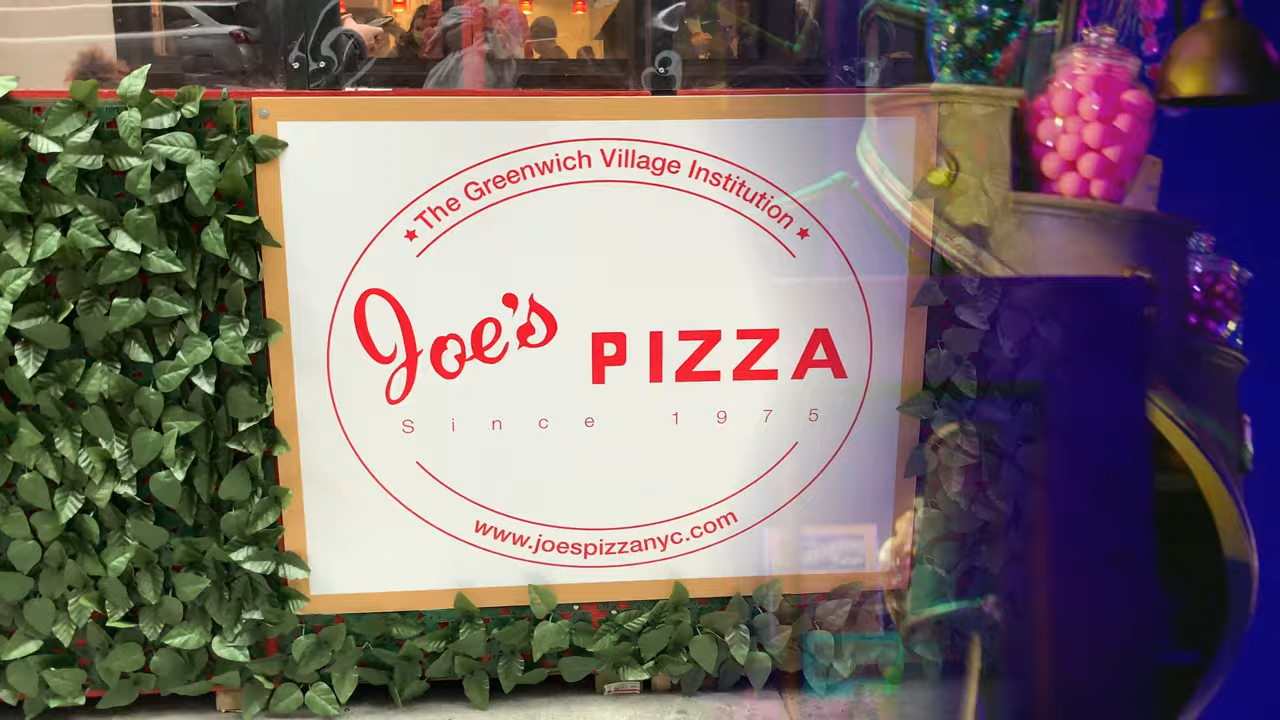 ★ The Greenwich Village Institution ★
Joe's PIZZA
Since 1975
www.joespizzanyc.com